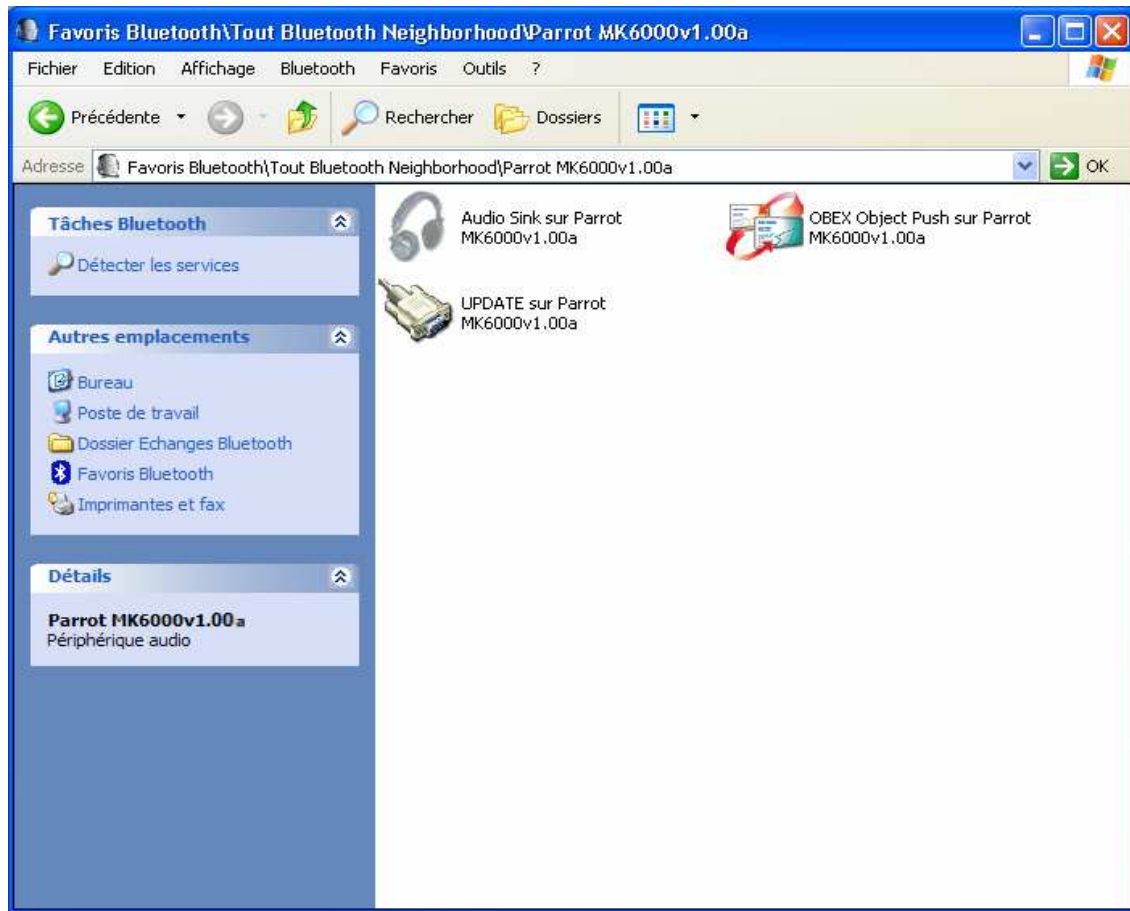 Favoris Bluetooth\Tout Bluetooth Neighborhood\Parrot MK6000v1.00a
Fichier Edition Affichage Bluetooth Favoris Outils ?
Précédente Rechercher Dossiers
Adresse Favoris Bluetooth\Tout Bluetooth Neighborhood\Parrot MK6000v1.00a OK
Tâches Bluetooth
Détecter les services
Autres emplacements
Bureau
Poste de travail
Dossier Echanges Bluetooth
Favoris Bluetooth
Imprimantes et fax
Détails
Parrot MK6000v1.00a
Périphérique audio
Audio Sink sur Parrot
MK6000v1.00a
OBEX Object Push sur Parrot
MK6000v1.00a
UPDATE sur Parrot
MK6000v1.00a